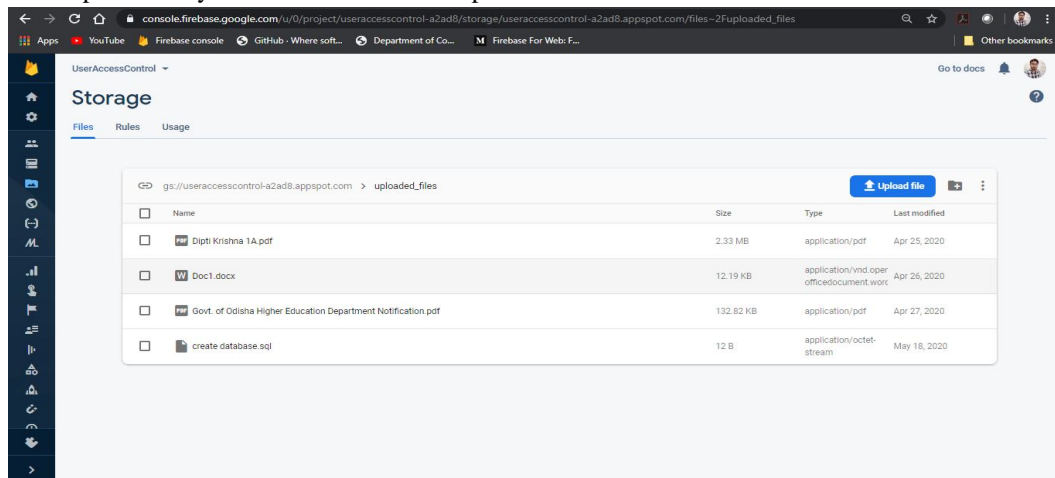 console.firebase.google.com/u/0/project/useraccesscontrol-a2ad8/storage/useraccesscontrol-a2ad8.appspot.com/files~2Fuploaded_files
Apps YouTube Firebase console GitHub - Where soft... Department of Co... M Firebase For Web: F... Other bookmarks
UserAccessControl Go to docs
Storage
Files Rules Usage
gs://useraccesscontrol-a2ad8.appspot.com > uploaded_files Upload file
Name Size Type Last modified
PDF Dipti Krishna 1A.pdf 2.33 MB application/pdf Apr 25, 2020
W Doc1.docx 12.19 KB application/vnd.oper
officedocument.word Apr 26, 2020
PDF Govt. of Odisha Higher Education Department Notification.pdf 132.82 KB application/pdf Apr 27, 2020
create database.sql 12 B application/octet-
stream May 18, 2020